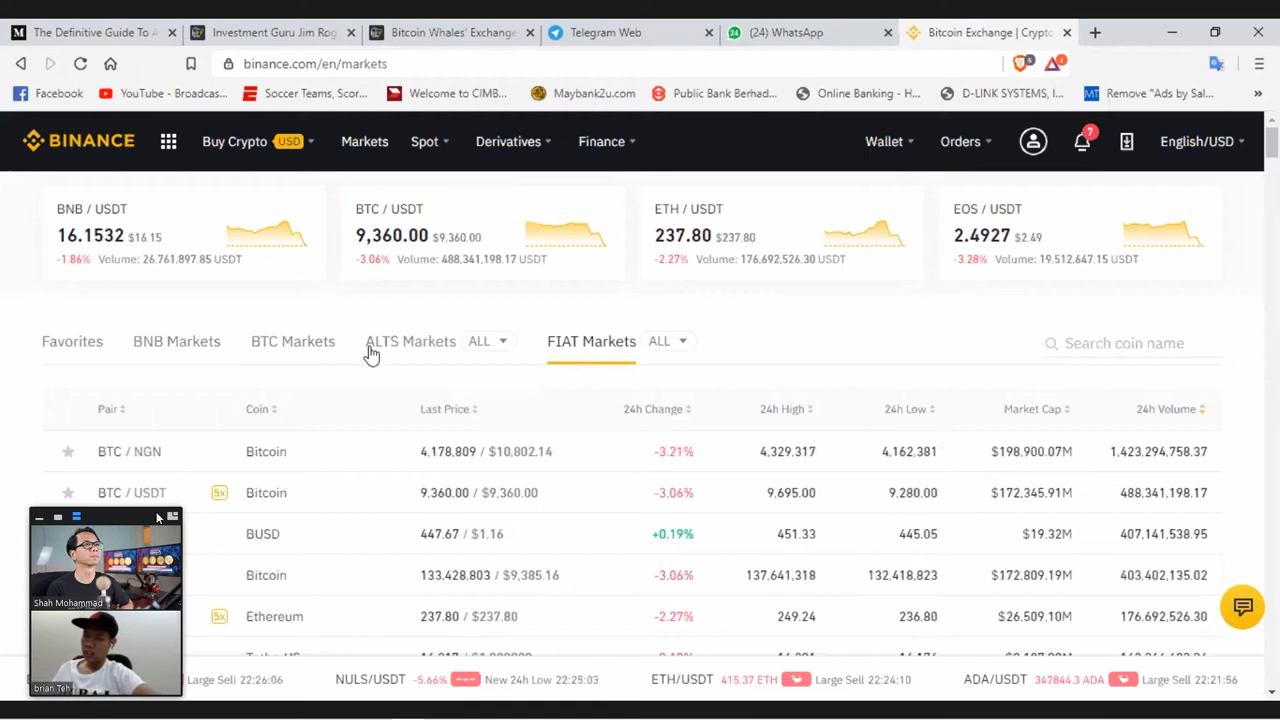 The Definitive Guide To A
Investment Guru Jim Rog
Bitcoin Whales' Exchange
Telegram Web
(24) WhatsApp
Bitcoin Exchange | Crypto
binance.com/en/markets
Facebook
YouTube - Broadcas...
Soccer Teams, Scor...
Welcome to CIMB...
Maybank2u.com
Public Bank Berhad...
Online Banking - H...
D-LINK SYSTEMS, I...
Remove "Ads by Sal...
BINANCE
Buy Crypto USD
Markets
Spot
Derivatives
Finance
Wallet
Orders
7
English/USD
BNB / USDT
16.1532 $16.15
-1.86% Volume: 26,761,897.85 USDT
BTC / USDT
9,360.00 $9,360.00
-3.06% Volume: 488,341,198.17 USDT
ETH / USDT
237.80 $237.80
-2.27% Volume: 176,692,526.30 USDT
EOS / USDT
2.4927 $2.49
-3.28% Volume: 19,512,647.15 USDT
Favorites
BNB Markets
BTC Markets
ALTS Markets ALL
FIAT Markets ALL
Search coin name
Pair Coin Last Price 24h Change 24h High 24h Low Market Cap 24h Volume
BTC / NGN Bitcoin 4,178,809 / $10,802.14 -3.21% 4,329,317 4,162,381 $198,900.07M 1,423,294,758.37
BTC / USDT 5x Bitcoin 9,360.00 / $9,360.00 -3.06% 9,695.00 9,280.00 $172,345.91M 488,341,198.17
BUSD 447.67 / $1.16 +0.19% 451.33 445.05 $19.32M 407,141,538.95
Bitcoin 133,428,803 / $9,385.16 -3.06% 137,641,318 132,418,823 $172,809.19M 403,402,135.02
5x Ethereum 237.80 / $237.80 -2.27% 249.24 236.80 $26,509.10M 176,692,526.30
Shah Mohammad
brian Teh
Large Sell 22:26:06
NULS/USDT -5.66% New 24h Low 22:25:03
ETH/USDT 415.37 ETH Large Sell 22:24:10
ADA/USDT 347844.3 ADA Large Sell 22:21:56